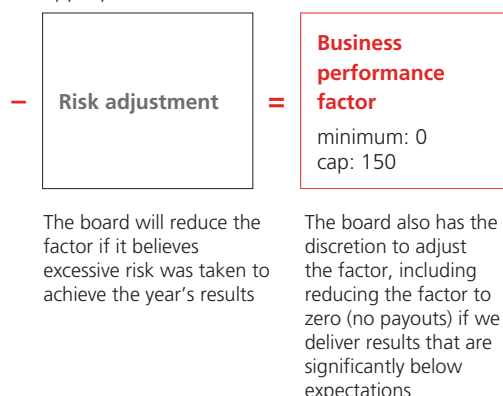 –
Risk adjustment
=
Business
performance
factor
minimum: 0
cap: 150
The board will reduce the
factor if it believes
excessive risk was taken to
achieve the year’s results
The board also has the
discretion to adjust
the factor, including
reducing the factor to
zero (no payouts) if we
deliver results that are
significantly below
expectations